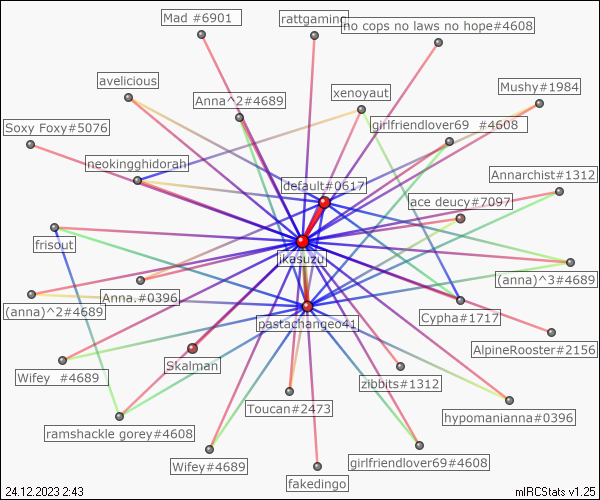 Mad #6901
rattgaming
no cops no laws no hope#4608
avelicious
Anna^2#4689
xenoyaut
Mushy#1984
Soxy Foxy#5076
girlfriendlover69 #4608
neokingghidorah
default#0617
Annarchist#1312
lace deucy#7097
frisout
ikasuzu
(anna)^3#4689
(anna)^2#4689
Anna.#0396
pastachangeo41
Cypha#1717
AlpineRooster#2156
Wifey #4689
Skalman
zibbits#1312
Toucan#2473
hypomanianna#0396
ramshackle gorey#4608
Wifey#4689
girlfriendlover69#4608
fakedingo
24.12.2023 2:43
mIRCStats v1.25